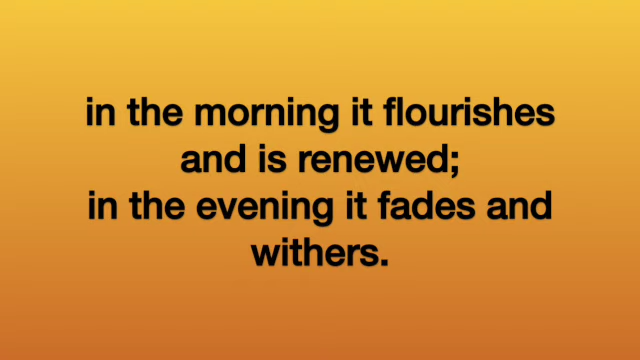 in the morning it flourishes
and is renewed;
in the evening it fades and
withers.